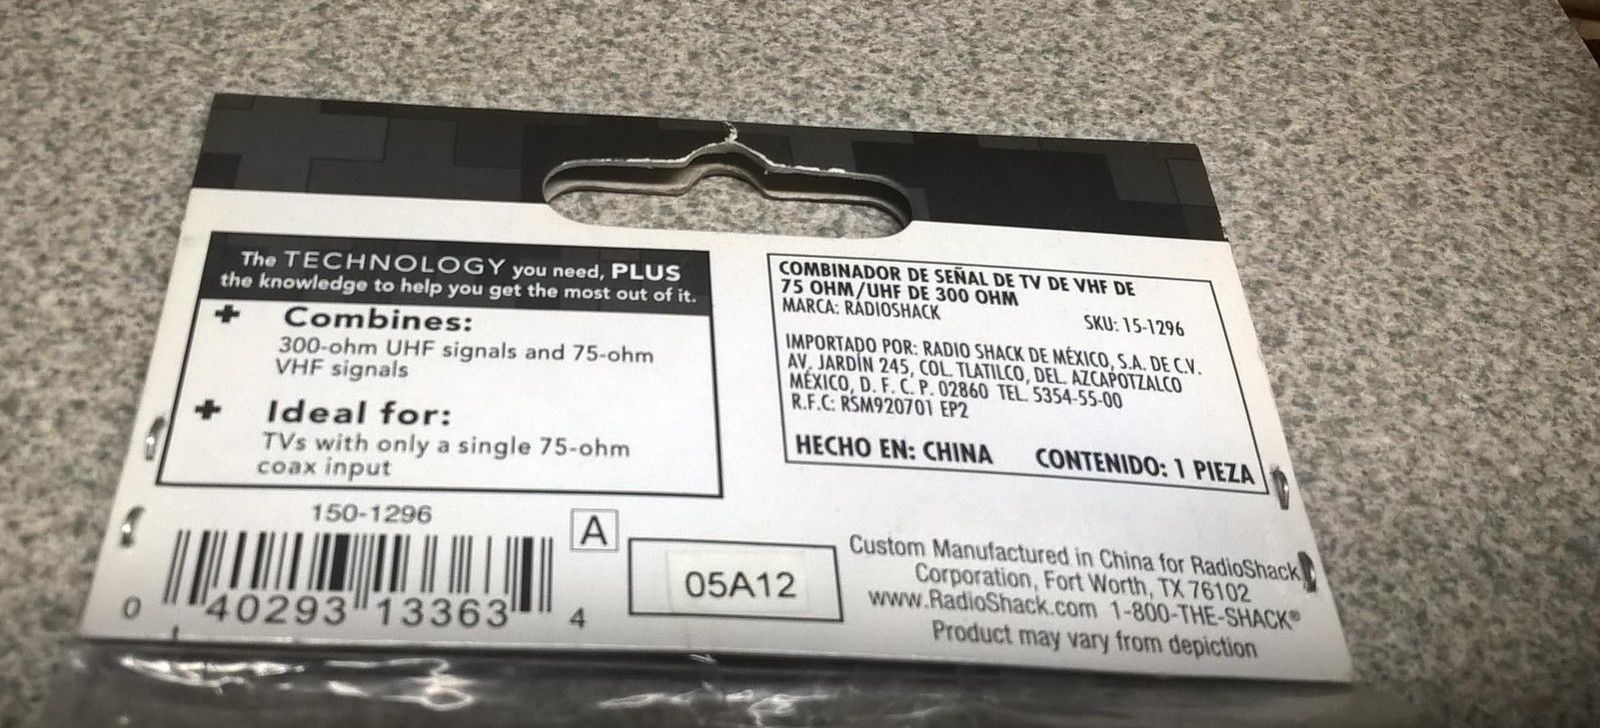 The TECHNOLOGY you need, PLUS
the knowledge to help you get the most out of it.
+ Combines:
300-ohm UHF signals and 75-ohm
VHF signals
+ Ideal for:
TVs with only a single 75-ohm
coax input
COMBINADOR DE SEÑAL DE TV DE VHF DE
75 OHM/UHF DE 300 OHM
MARCA: RADIOSHACK
SKU: 15-1296
IMPORTADO POR: RADIO SHACK DE MÉXICO, S.A. DE C.V.
AV. JARDÍN 245, COL. TLATILCO, DEL. AZCAPOTZALCO
MÉXICO, D. F. C. P. 02860 TEL. 5354-55-00
R.F.C: RSM920701 EP2
HECHO EN: CHINA CONTENIDO: 1 PIEZA
150-1296
A
0 40293 13363 4
05A12
Custom Manufactured in China for RadioShack
Corporation, Fort Worth, TX 76102
www.RadioShack.com 1-800-THE-SHACK®
Product may vary from depiction